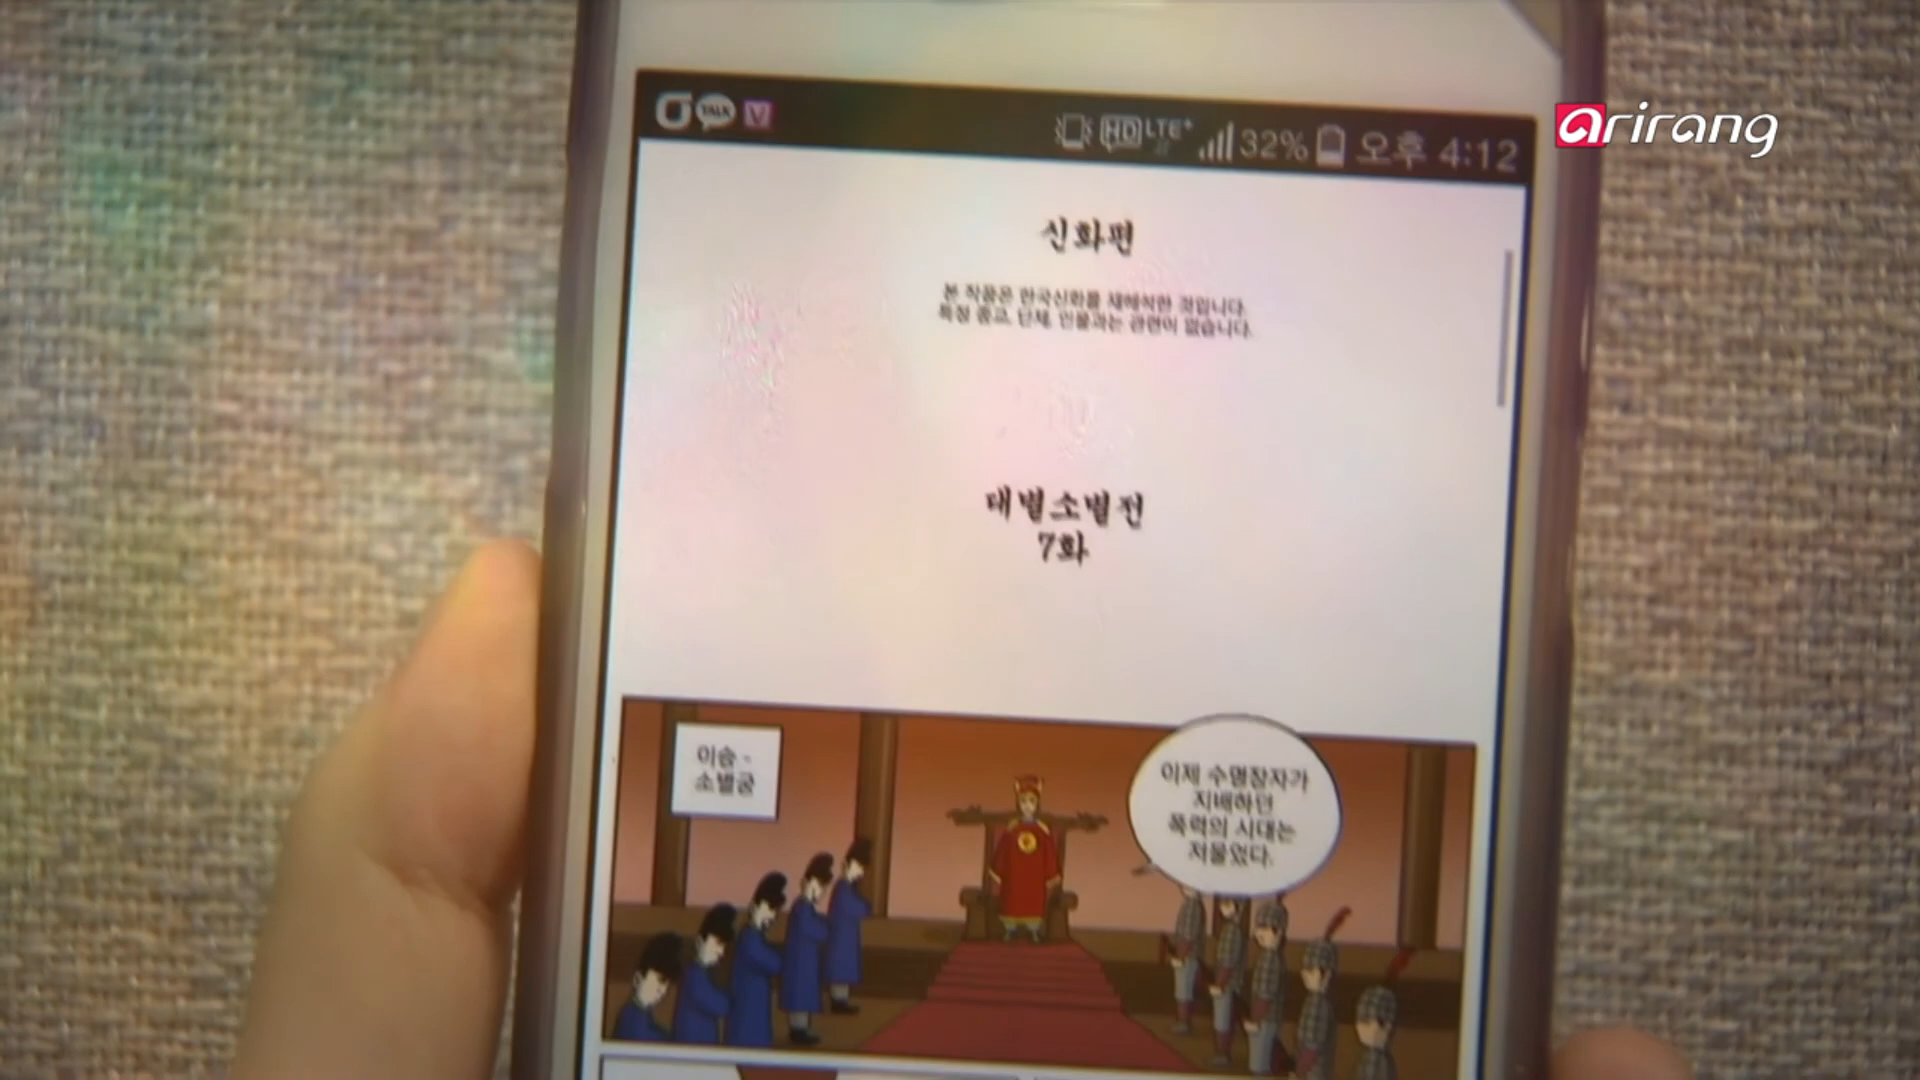 arirang
TALK V HD LTE+ 32% 오후 4:12
신화편
본 작품은 한국신화를 재해석한 것입니다.
특정 종교, 단체, 인물과는 관련이 없습니다.
대별소별전
7화
이승 -
소별궁
이제 수명장자가
지배하던
폭력의 시대는
저물었다.